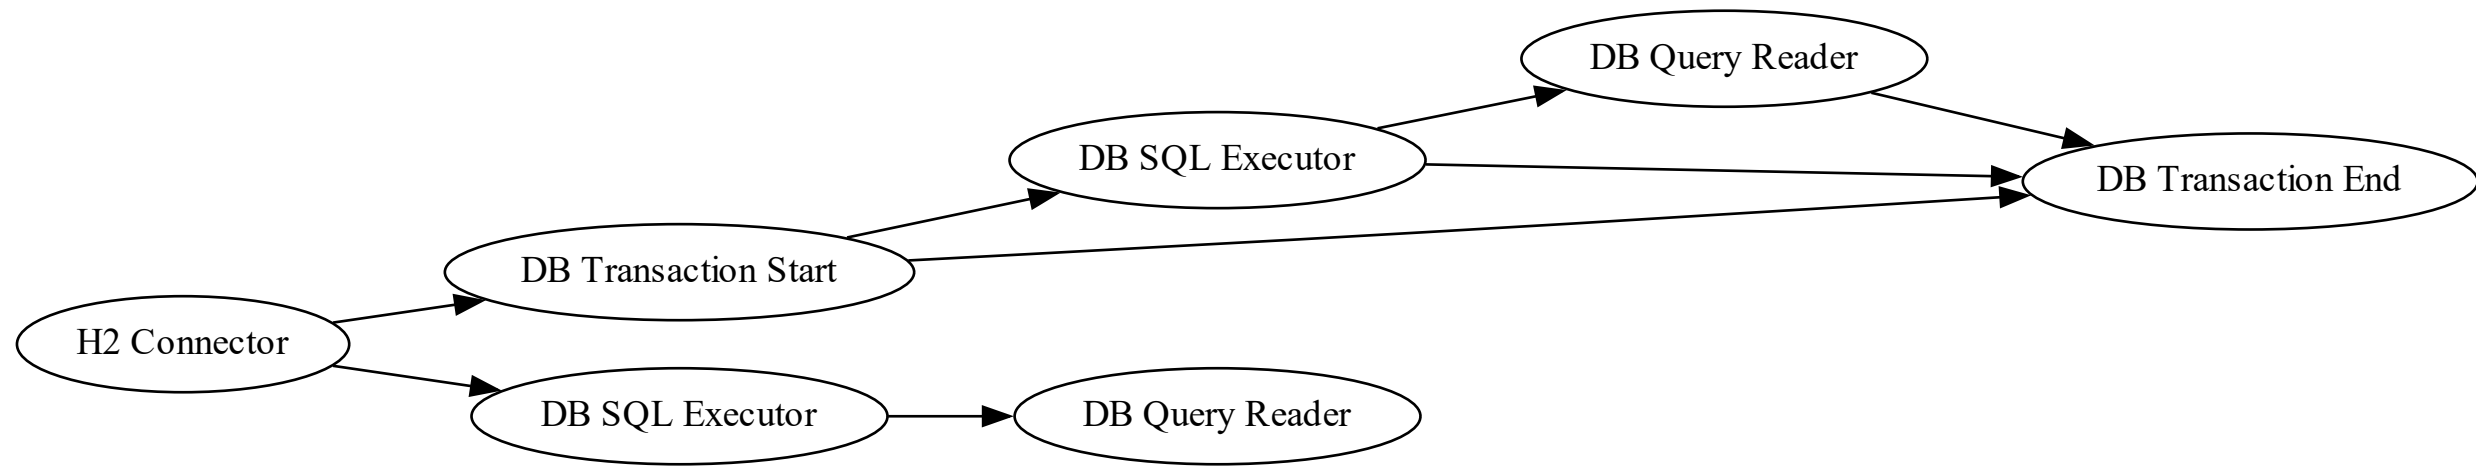 DB Query Reader
DB SQL Executor
DB Transaction End
DB Transaction Start
H2 Connector
DB SQL Executor
DB Query Reader